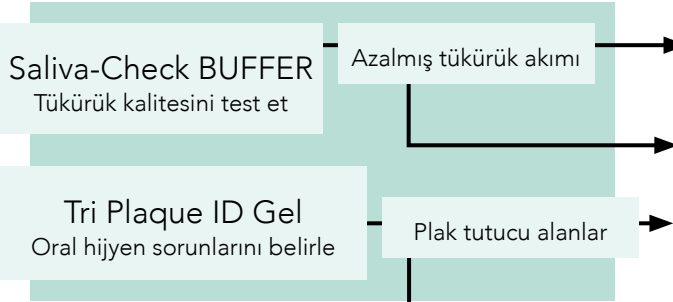 Saliva-Check BUFFER
Tükürük kalitesini test et
Azalmış tükürük akımı
Tri Plaque ID Gel
Oral hijyen sorunlarını belirle
Plak tutucu alanlar